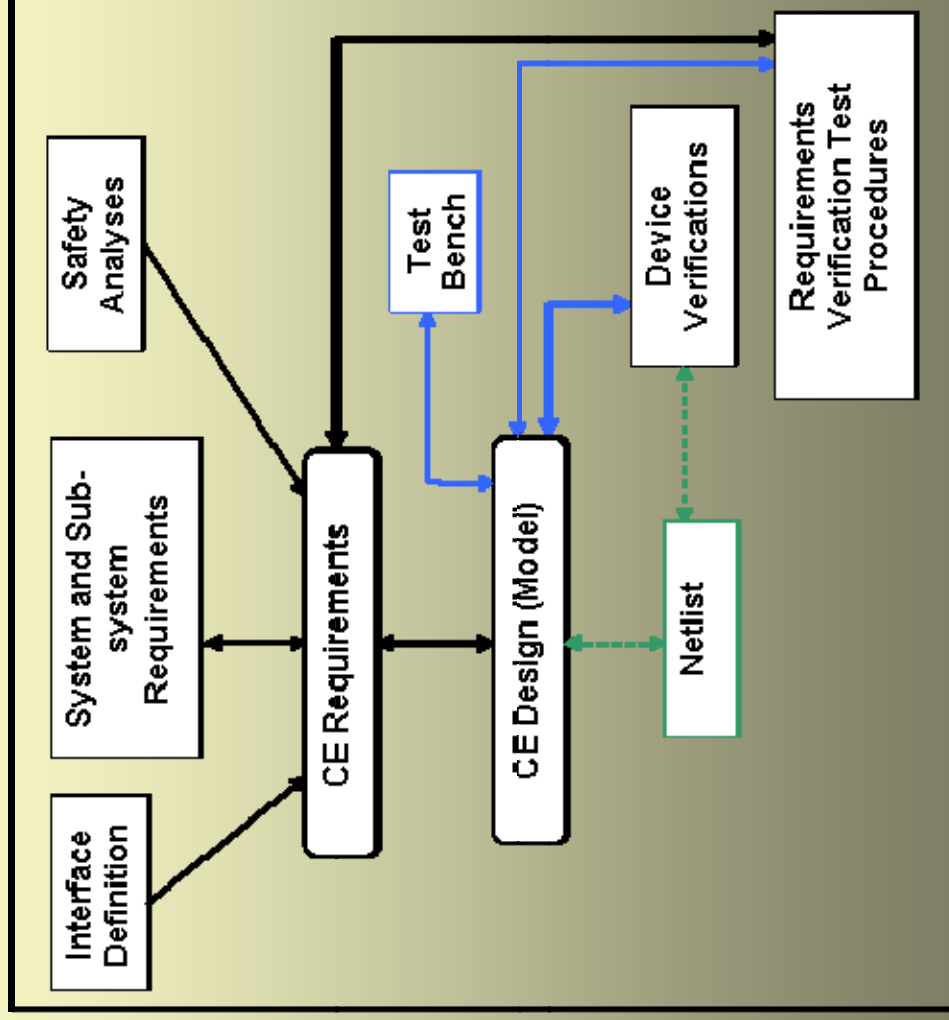 Interface
Definition
System and Sub-
system
Requirements
Safety
Analyses
CE Requirements
Test
Bench
CE Design (Model)
Netlist
Device
Verifications
Requirements
Verification Test
Procedures